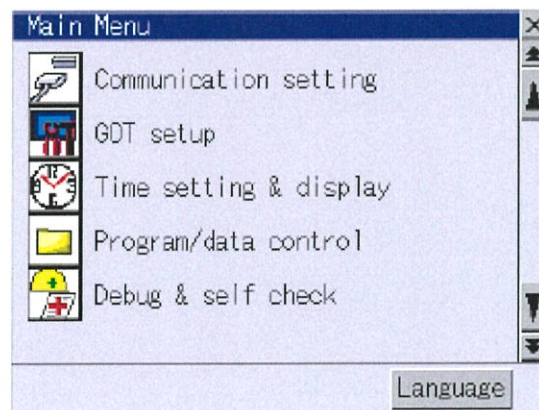 Main Menu
Communication setting
GOT setup
Time setting & display
Program/data control
Debug & self check
Language